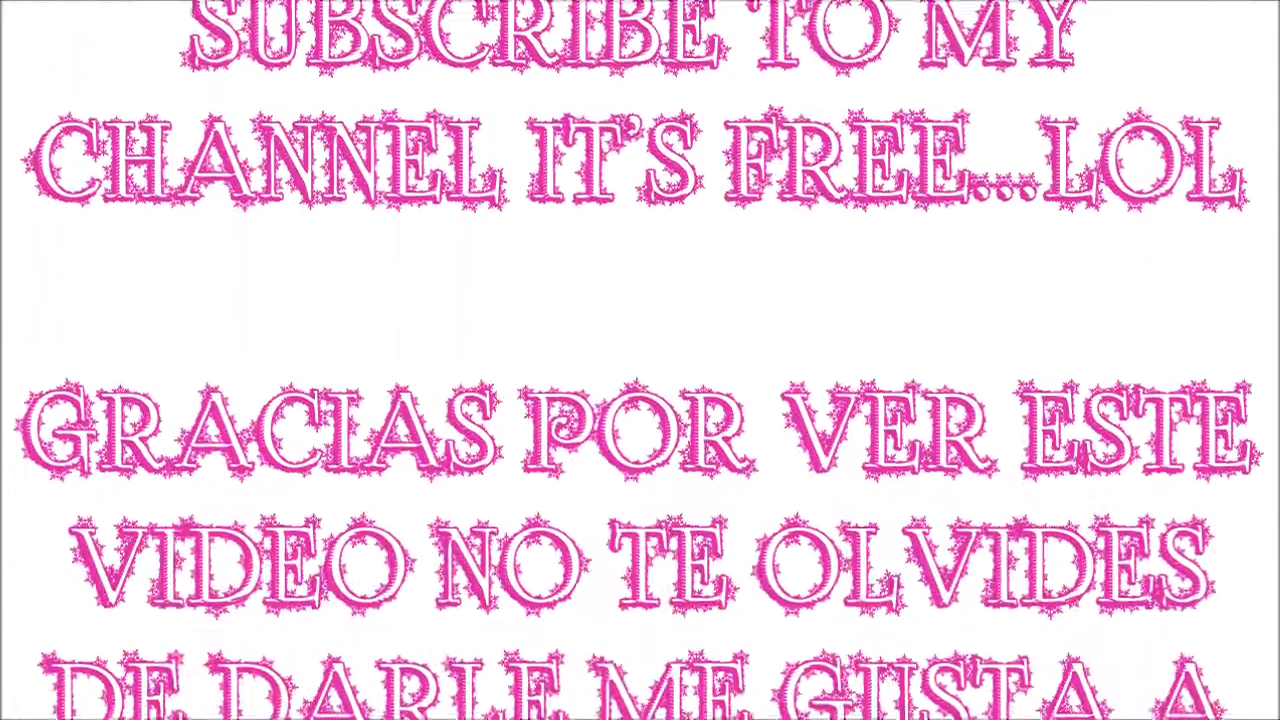 SUBSCRIBE TO MY
CHANNEL IT'S FREE...LOL
GRACIAS POR VER ESTE
VIDEO NO TE OLVIDES
DE DARLE ME GUSTA A